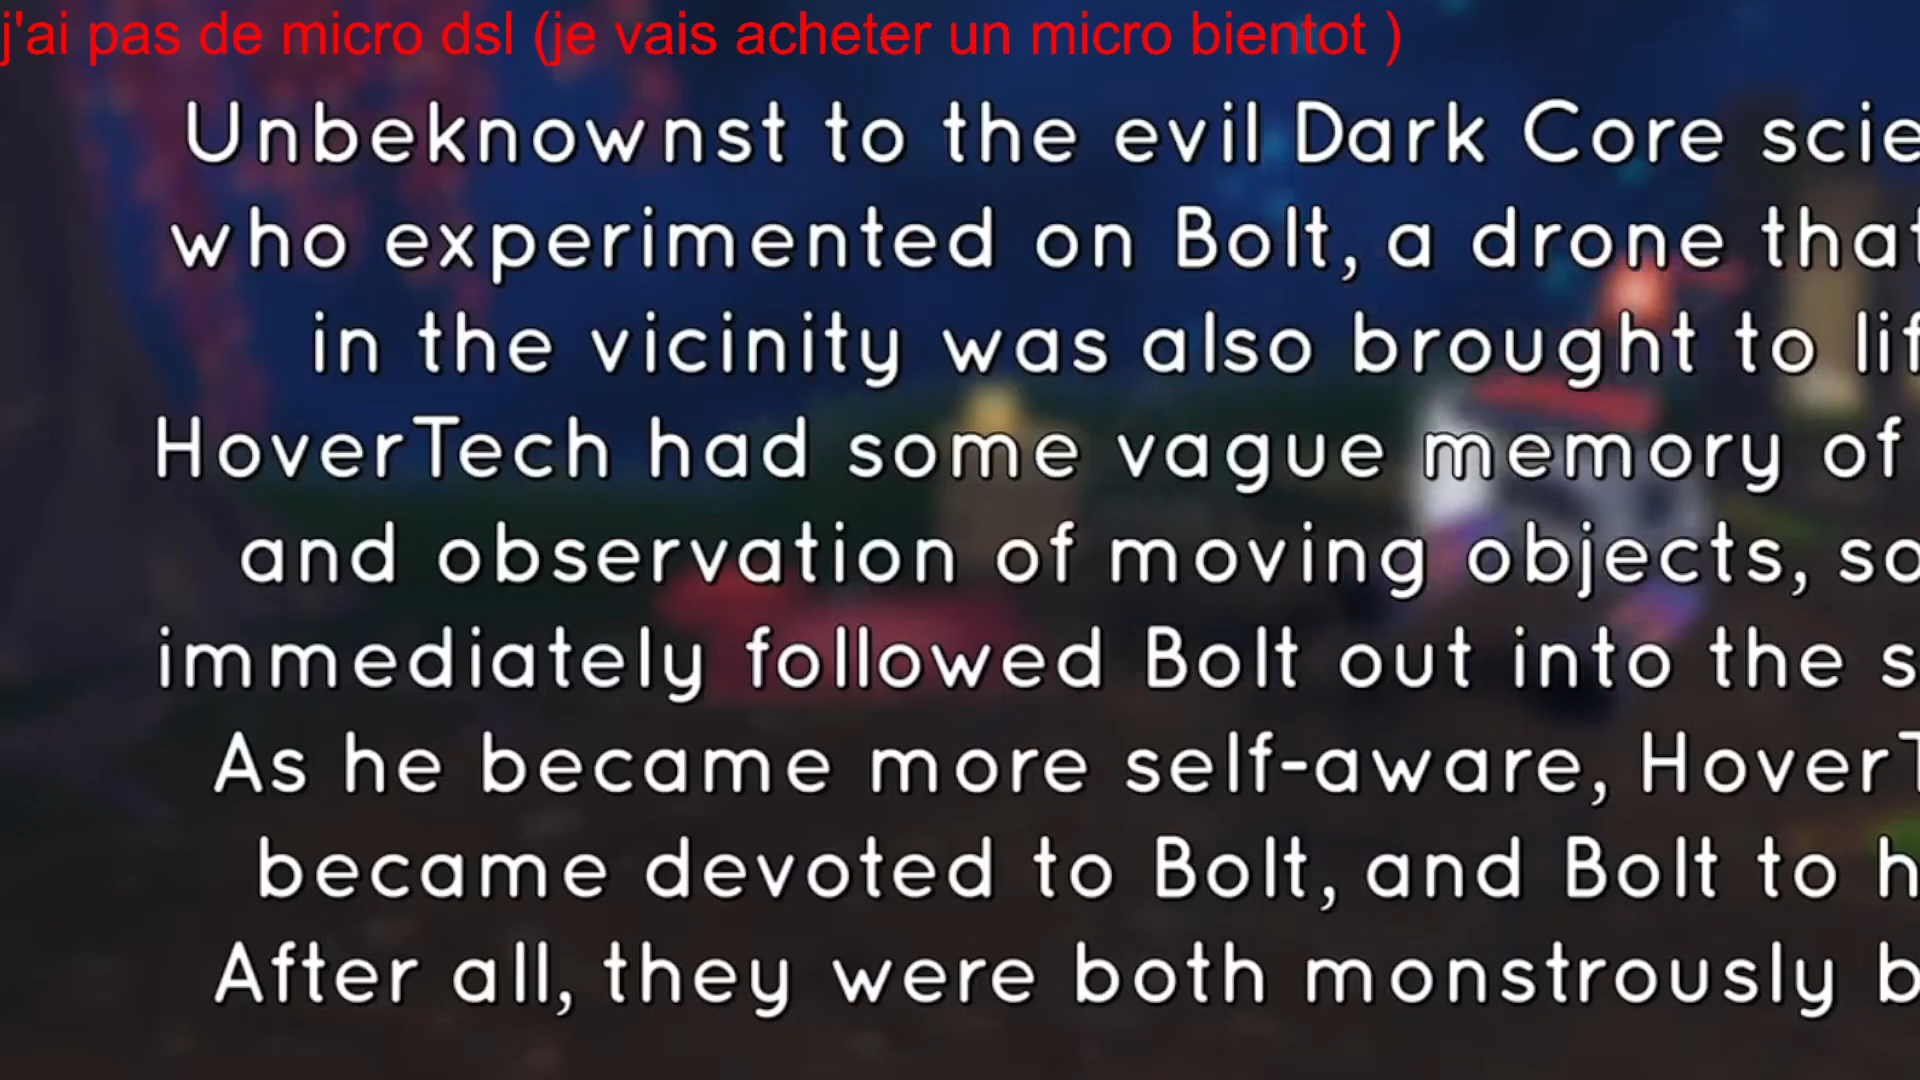 j'ai pas de micro dsl (je vais acheter un micro bientot )
Unbeknownst to the evil Dark Core scie
who experimented on Bolt, a drone that
in the vicinity was also brought to lif
HoverTech had some vague memory of
and observation of moving objects, so
immediately followed Bolt out into the s
As he became more self-aware, HoverT
became devoted to Bolt, and Bolt to h
After all, they were both monstrously b